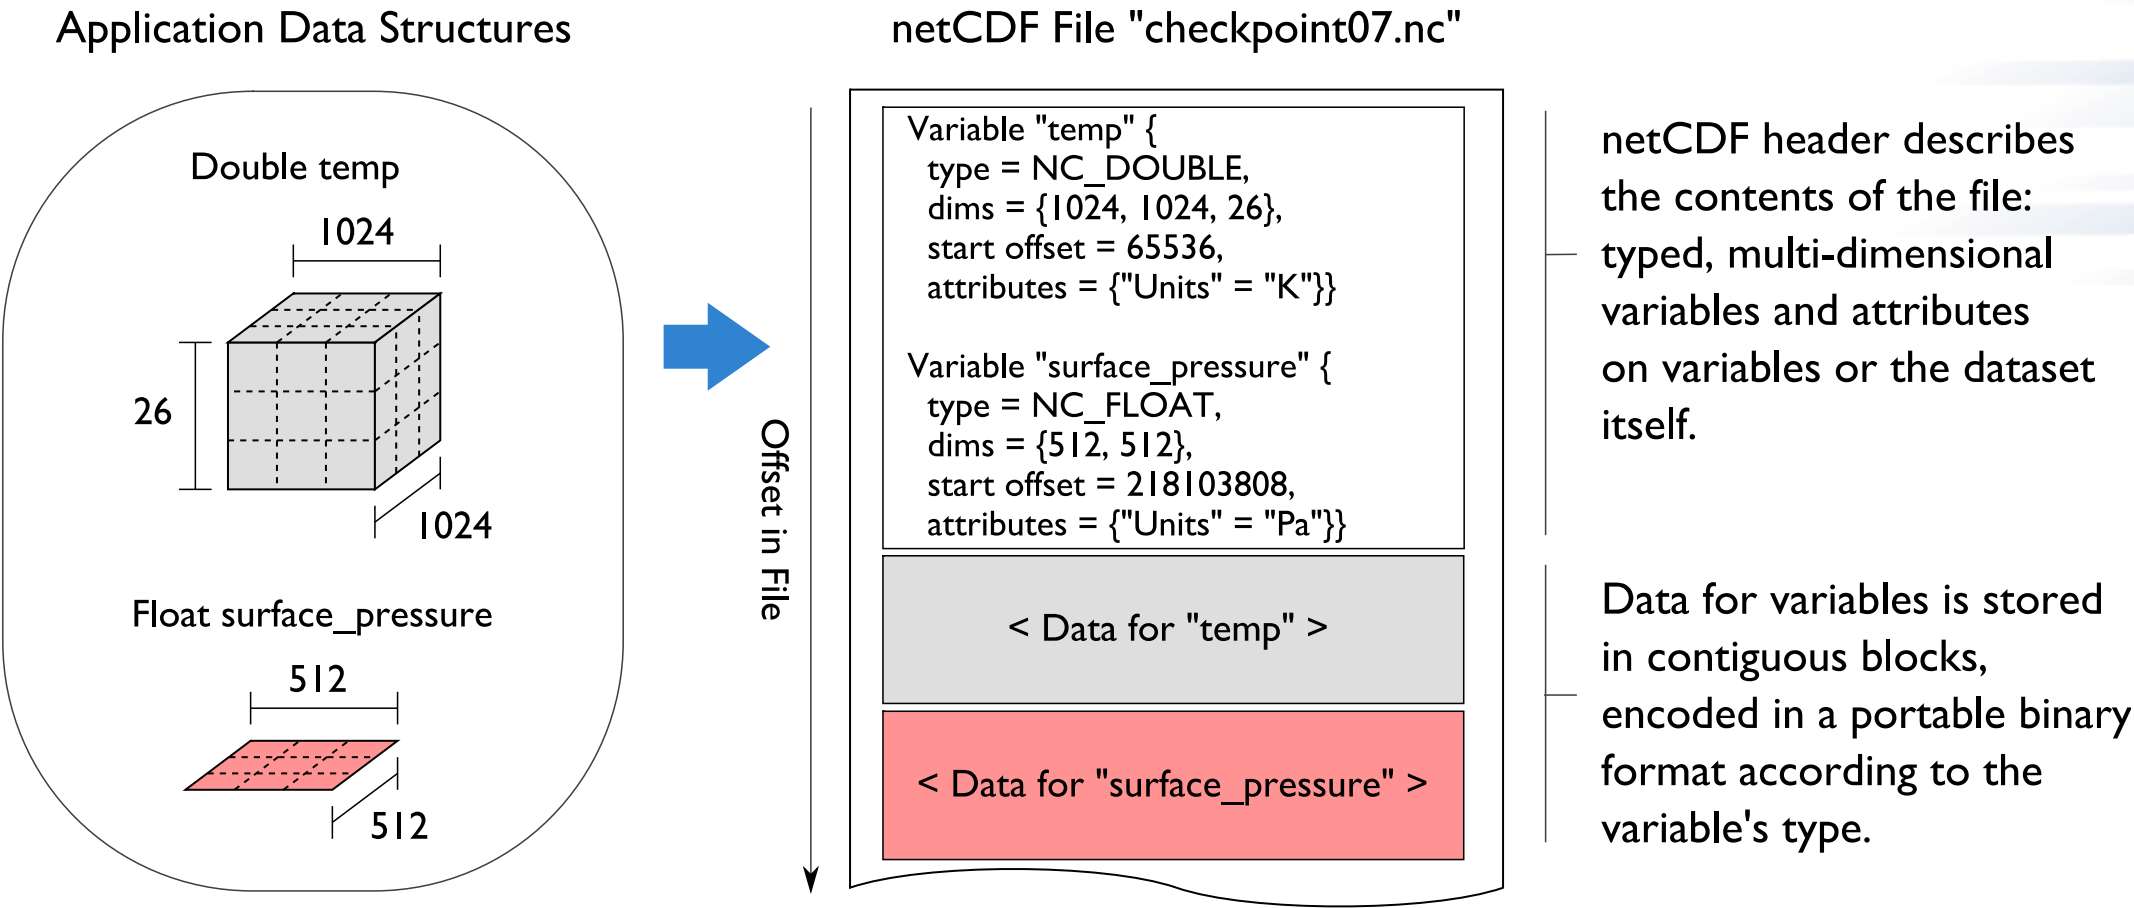 Application Data Structures
Double temp
1024
26
1024
Float surface_pressure
512
512
netCDF File "checkpoint07.nc"
Offset in File
Variable "temp" {
type = NC_DOUBLE,
dims = {1024, 1024, 26},
start offset = 65536,
attributes = {"Units" = "K"}}
Variable "surface_pressure" {
type = NC_FLOAT,
dims = {512, 512},
start offset = 218103808,
attributes = {"Units" = "Pa"}}
< Data for "temp" >
< Data for "surface_pressure" >
netCDF header describes
the contents of the file:
typed, multi-dimensional
variables and attributes
on variables or the dataset
itself.
Data for variables is stored
in contiguous blocks,
encoded in a portable binary
format according to the
variable's type.